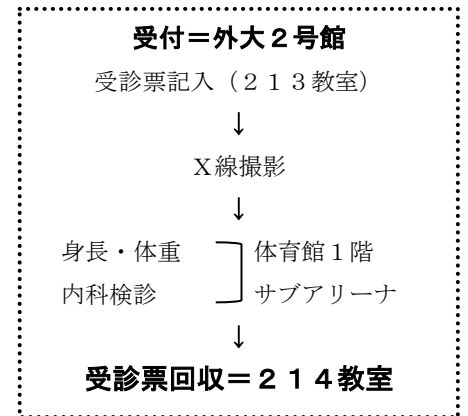 受付＝外大２号館
受診票記入（２１３教室）
↓
Ｘ線撮影
↓
身長・体重 体育館１階
内科検診 サブアリーナ
↓
受診票回収＝２１４教室